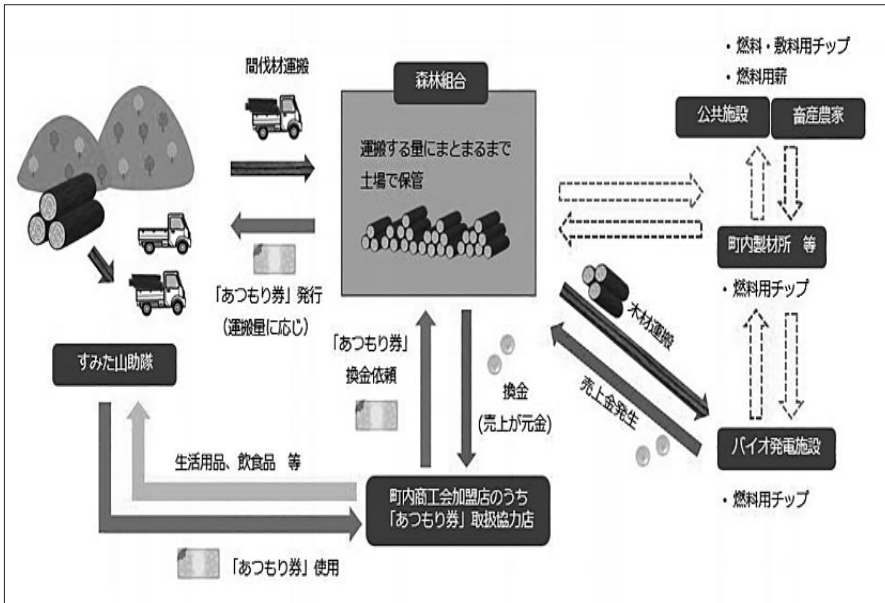 間伐材運搬
森林組合
運搬する量にまとまるまで
土場で保管
「あつもり券」発行
(運搬量に応じ)
すみた山助隊
「あつもり券」
換金依頼
換金
(売上が元金)
生活用品、飲食品　等
町内商工会加盟店のうち
「あつもり券」取扱協力店
「あつもり券」使用
木材運搬
売上金発生
・燃料・敷料用チップ
・燃料用薪
公共施設
畜産農家
町内製材所　等
・燃料用チップ
バイオ発電施設
・燃料用チップ